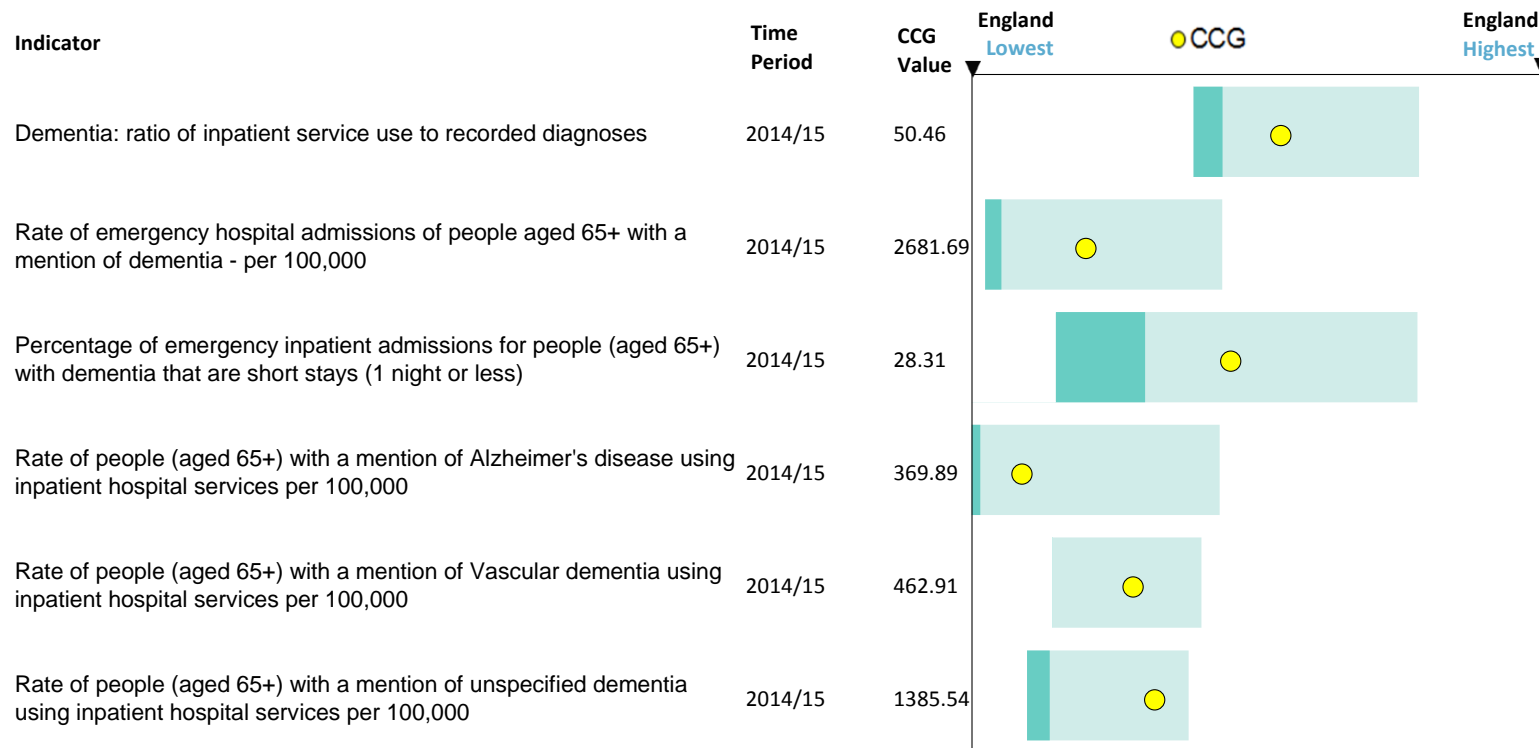 Indicator
Time
Period
CCG
Value
England
Lowest
CCG
England
Highest
Dementia: ratio of inpatient service use to recorded diagnoses
2014/15
50.46
Rate of emergency hospital admissions of people aged 65+ with a
mention of dementia - per 100,000
2014/15
2681.69
Percentage of emergency inpatient admissions for people (aged 65+)
with dementia that are short stays (1 night or less)
2014/15
28.31
Rate of people (aged 65+) with a mention of Alzheimer's disease using
inpatient hospital services per 100,000
2014/15
369.89
Rate of people (aged 65+) with a mention of Vascular dementia using
inpatient hospital services per 100,000
2014/15
462.91
Rate of people (aged 65+) with a mention of unspecified dementia
using inpatient hospital services per 100,000
2014/15
1385.54